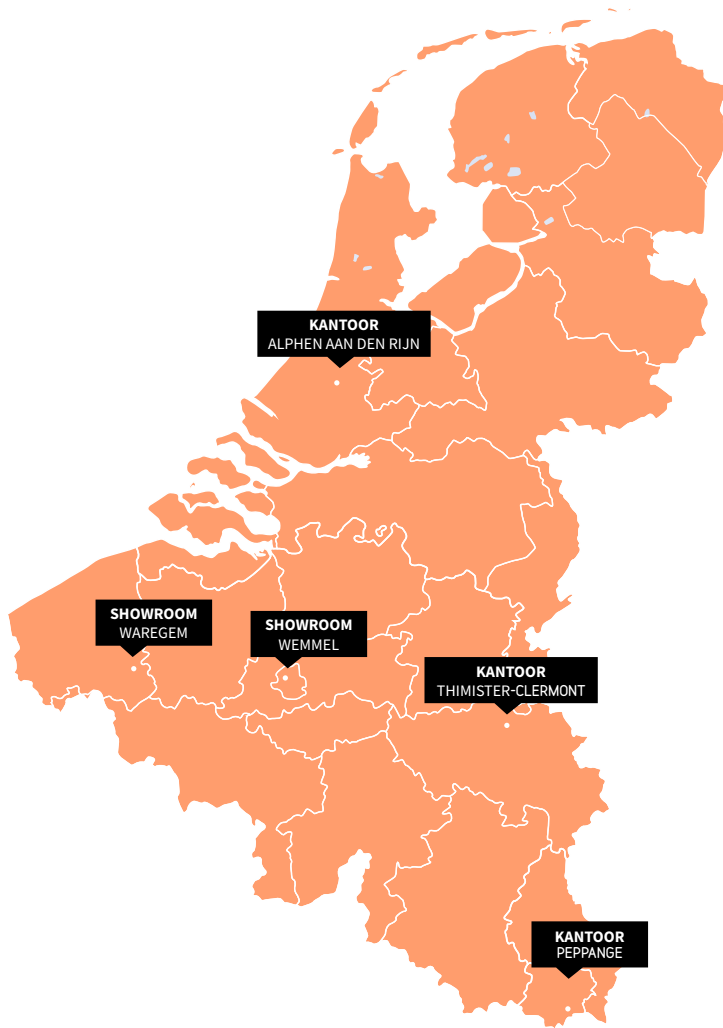 KANTOOR
ALPHEN AAN DEN RIJN
SHOWROOM
WAREGEM
SHOWROOM
WEMMEL
KANTOOR
THIMISTER-CLERMONT
KANTOOR
PEPPANGE